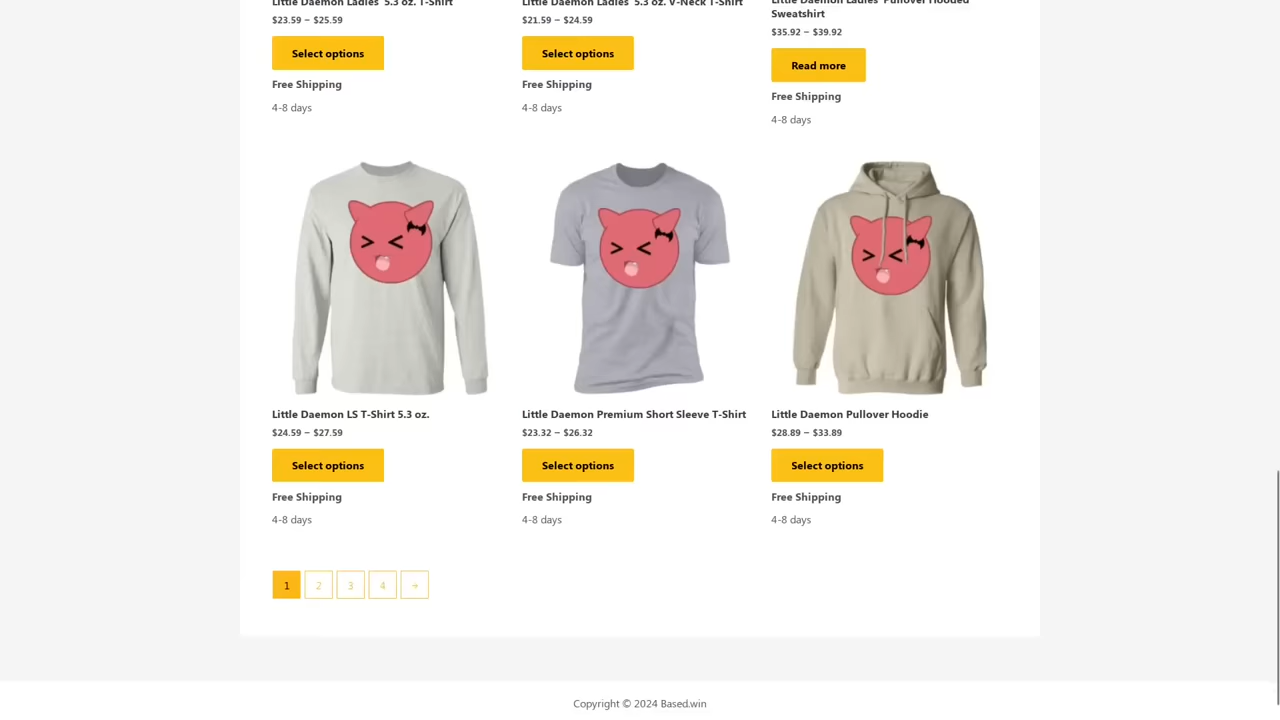 Little Daemon Ladies' 5.3 oz. T-Shirt
$23.59 – $25.59
Select options
Free Shipping
4-8 days
Little Daemon Ladies' 5.3 oz. V-Neck T-Shirt
$21.59 – $24.59
Select options
Free Shipping
4-8 days
Little Daemon Ladies' Pullover Hooded
Sweatshirt
$35.92 – $39.92
Read more
Free Shipping
4-8 days
Little Daemon LS T-Shirt 5.3 oz.
$24.59 – $27.59
Select options
Free Shipping
4-8 days
Little Daemon Premium Short Sleeve T-Shirt
$23.32 – $26.32
Select options
Free Shipping
4-8 days
Little Daemon Pullover Hoodie
$28.89 – $33.89
Select options
Free Shipping
4-8 days
1 2 3 4 →
Copyright © 2024 Based.win